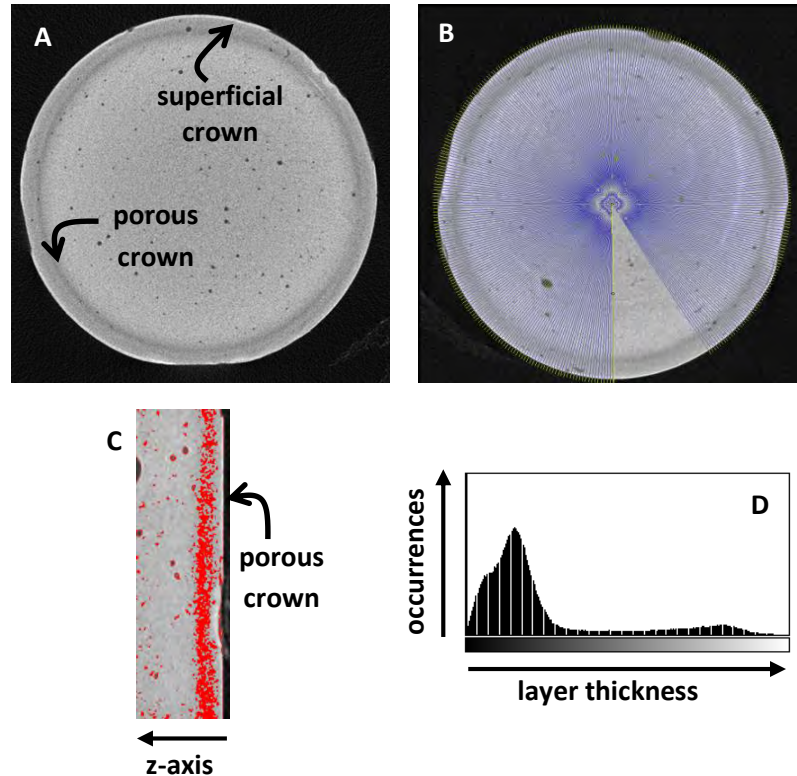 A
superficial
crown
porous
crown
B
C
porous
crown
z-axis
D
occurrences
layer thickness